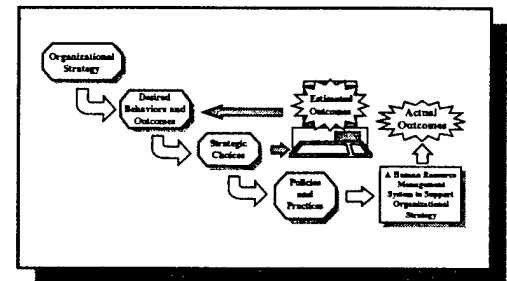 Organizational
Strategy
Desired
Behaviors and
Outcomes
Estimated
Outcomes
Actual
Outcomes
Strategic
Choices
Policies
and
Practices
A Human Resource
Management
System to Support
Organizational
Strategy